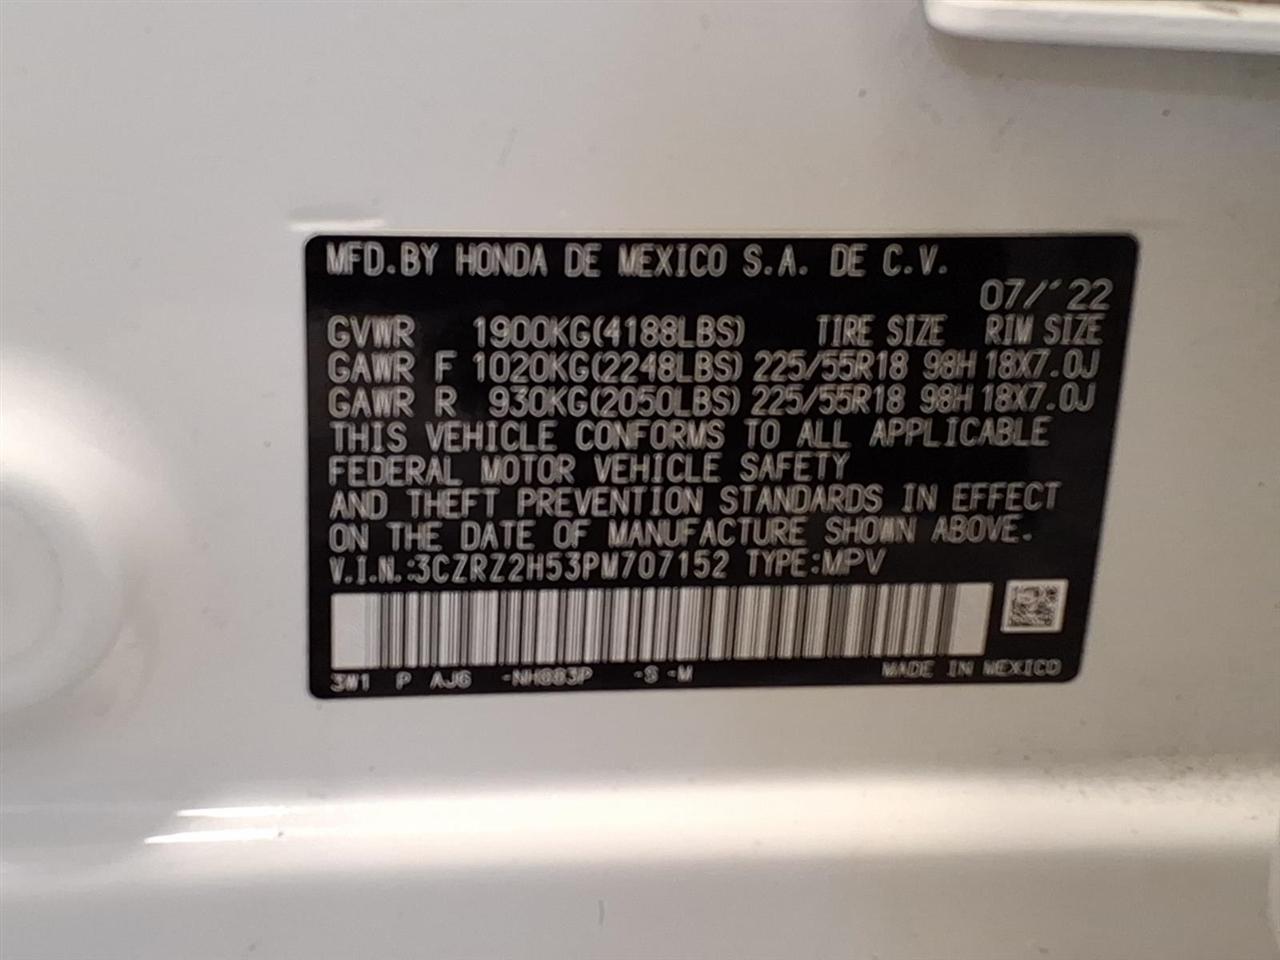 MFD.BY HONDA DE MEXICO S.A. DE C.V.
07/'22
GVWR 1900KG(4188LBS) TIRE SIZE RIM SIZE
GAWR F 1020KG(2248LBS) 225/55R18 98H 18X7.0J
GAWR R 930KG(2050LBS) 225/55R18 98H 18X7.0J
THIS VEHICLE CONFORMS TO ALL APPLICABLE
FEDERAL MOTOR VEHICLE SAFETY
AND THEFT PREVENTION STANDARDS IN EFFECT
ON THE DATE OF MANUFACTURE SHOWN ABOVE.
V.I.N.:3CZRZ2H53PM707152 TYPE:MPV
3W1 P AJG -S -M MADE IN MEXICO